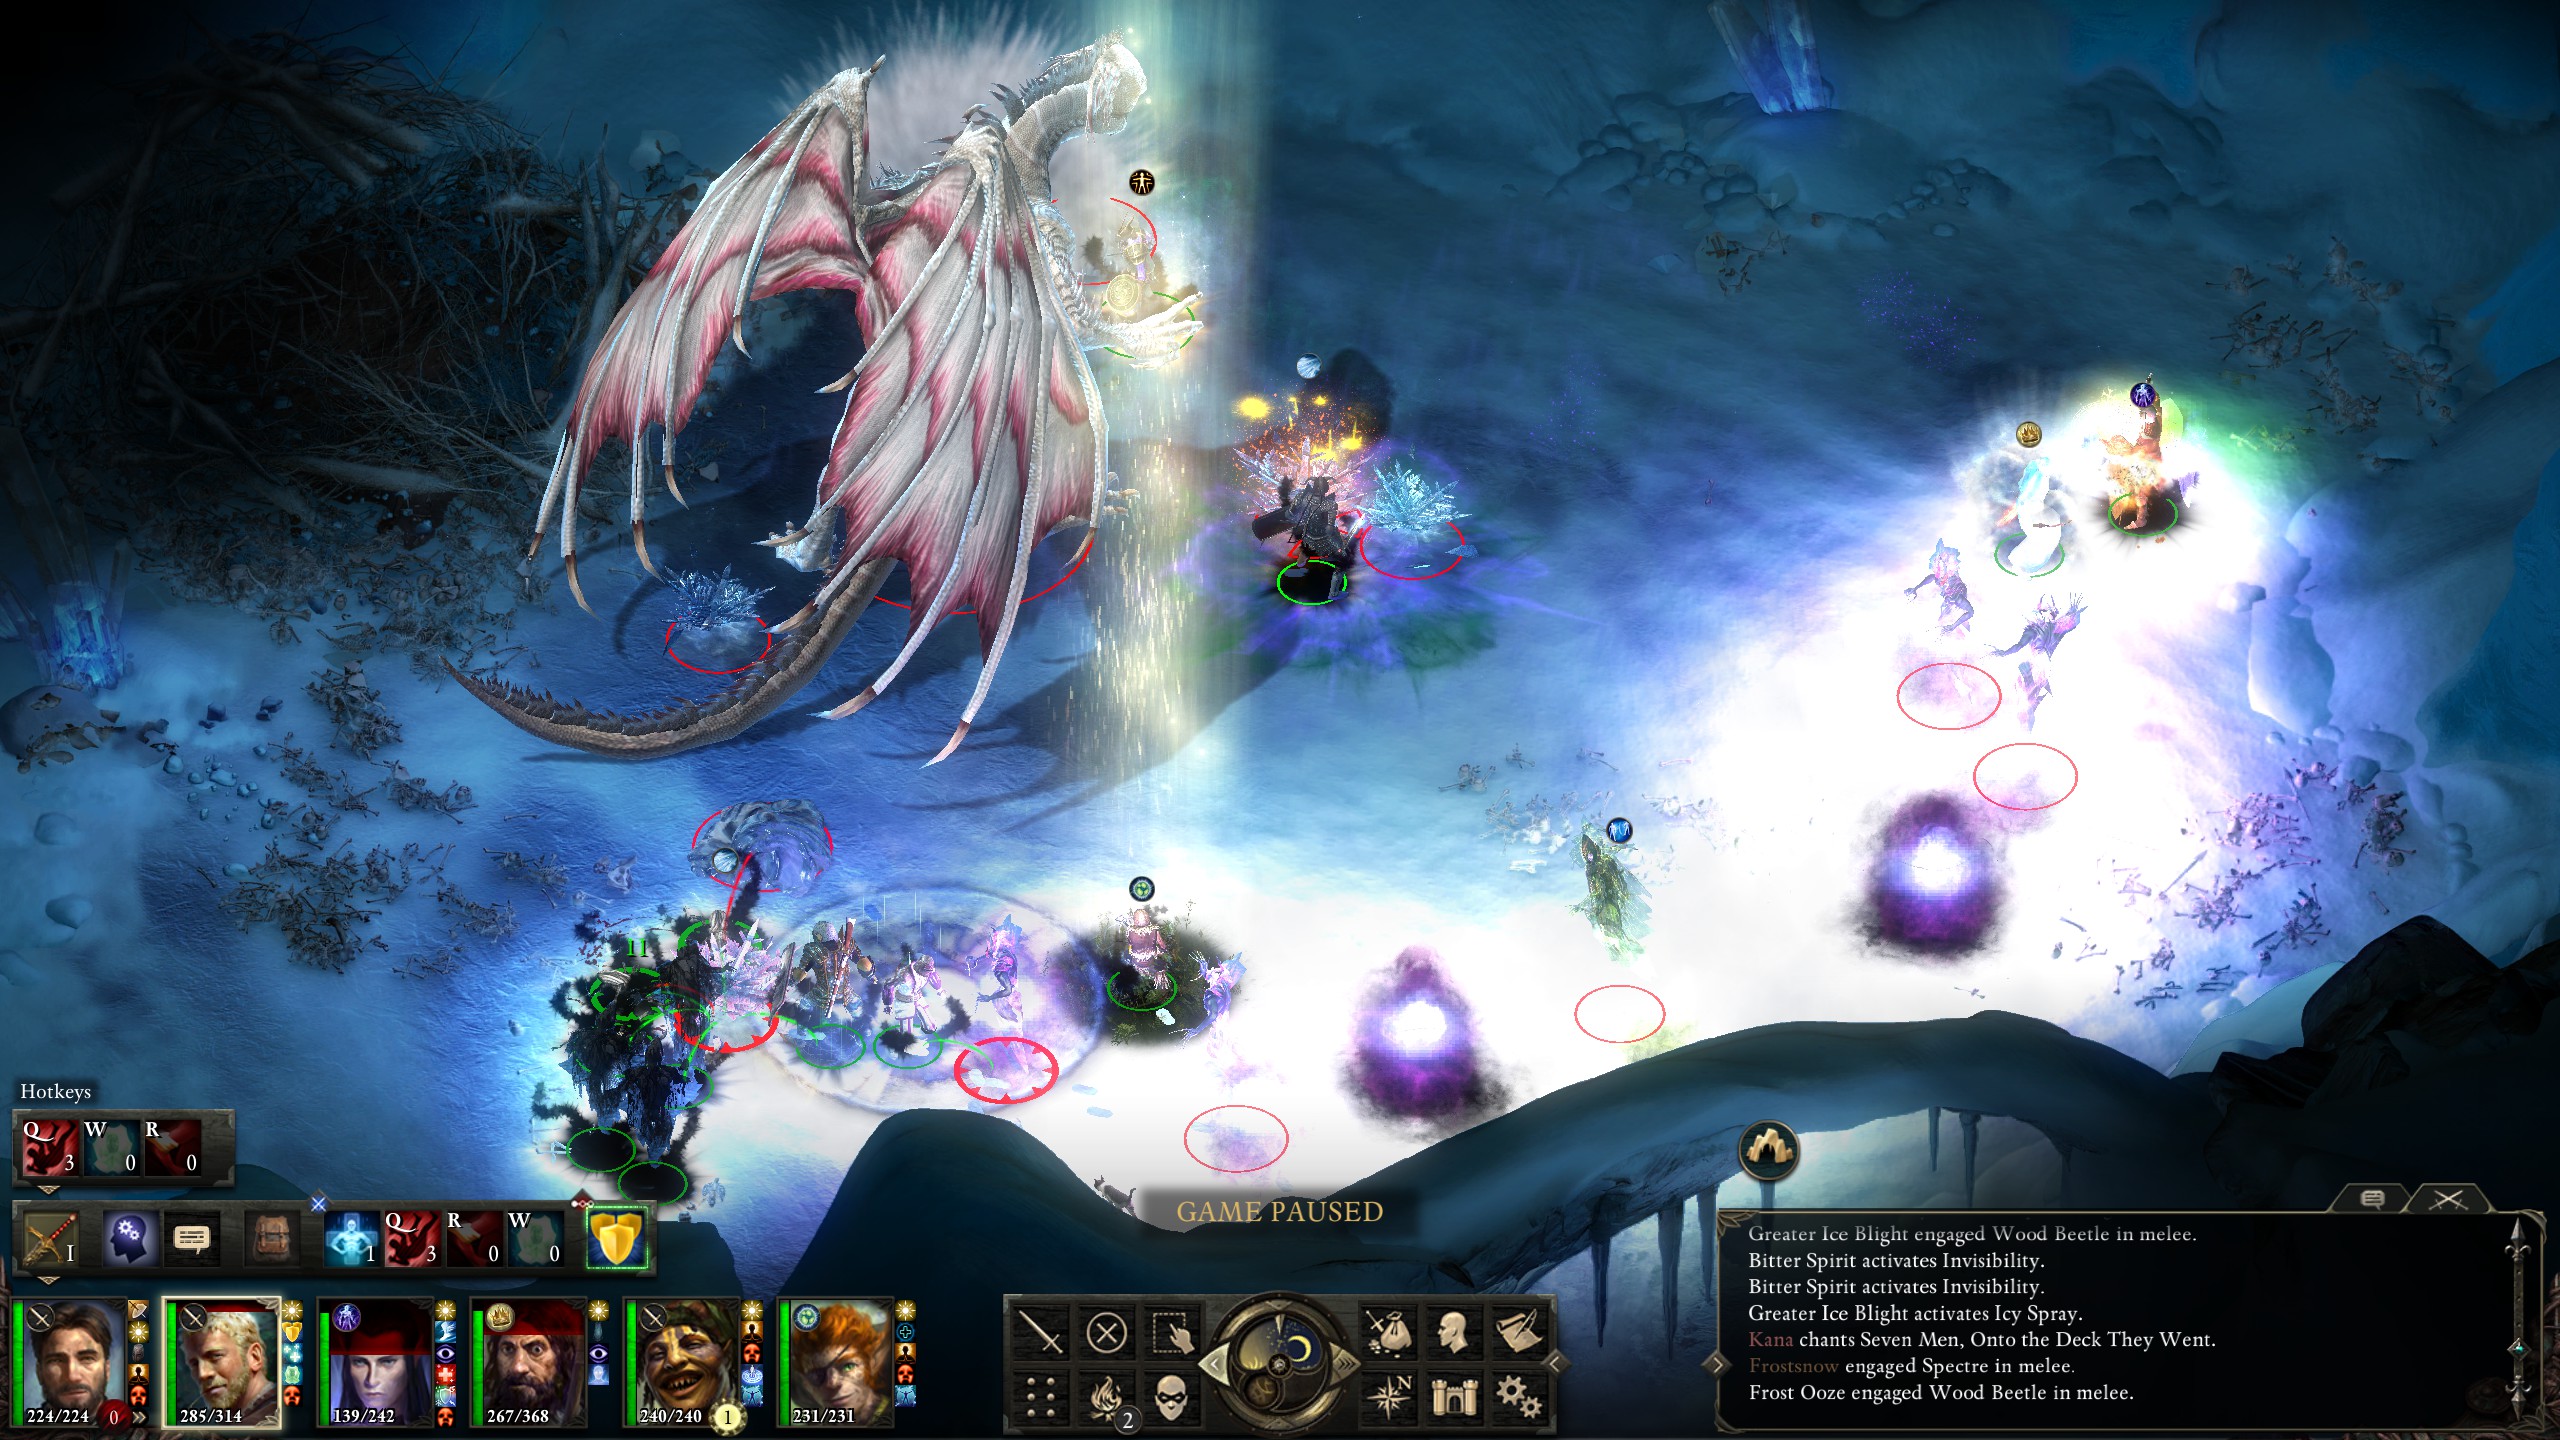 11
Hotkeys
Q W R
3 0 0
GAME PAUSED
Q R W
I 1 3 0 0
Greater Ice Blight engaged Wood Beetle in melee.
Bitter Spirit activates Invisibility.
Bitter Spirit activates Invisibility.
Greater Ice Blight activates Icy Spray.
Kana chants Seven Men, Onto the Deck They Went.
Frostsnow engaged Spectre in melee.
Frost Ooze engaged Wood Beetle in melee.
N
224/224 0 285/314 139/242 267/368 240/240 1 231/231
2